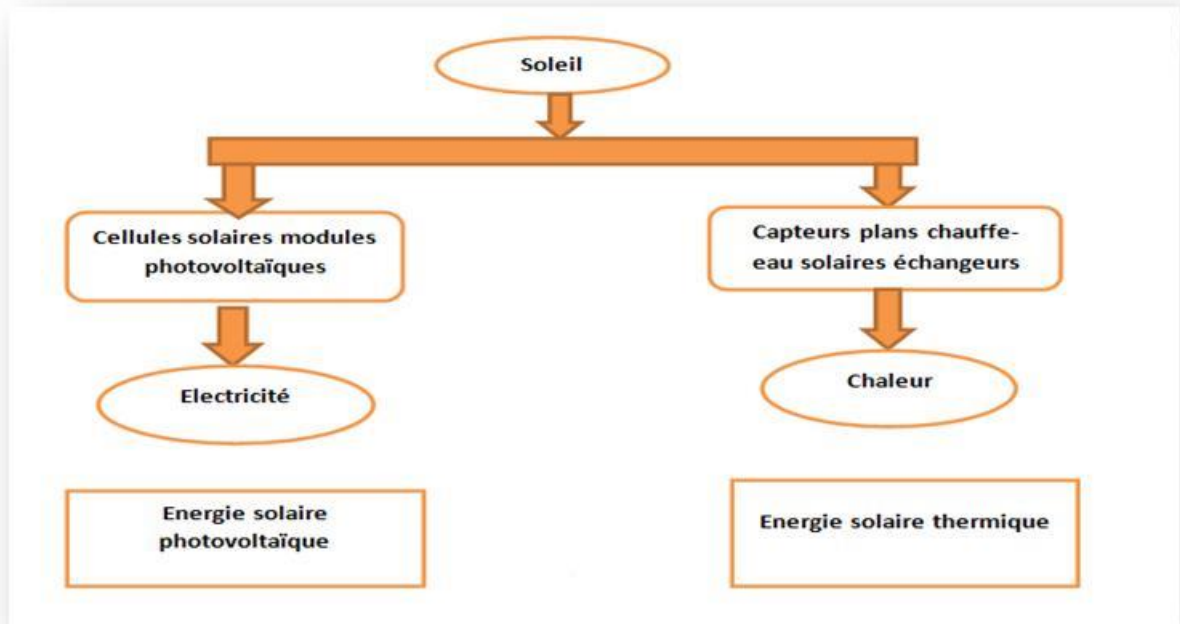 Soleil
Cellules solaires modules
photovoltaïques
Capteurs plans chauffe-
eau solaires échangeurs
Electricité
Chaleur
Energie solaire
photovoltaïque
Energie solaire thermique